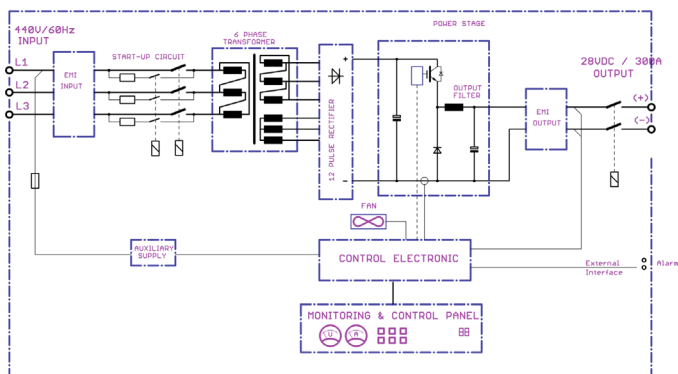 440V/60Hz
INPUT
L1
L2
L3
EMI
INPUT
START-UP CIRCUIT
6 PHASE
TRANSFORMER
12 PULSE RECTIFIER
+
−
POWER STAGE
OUTPUT
FILTER
EMI
OUTPUT
28VDC / 300A
OUTPUT
(+)
(-)
FAN
AUXILIARY
SUPPLY
CONTROL ELECTRONIC
External
Interface
Alarm
MONITORING & CONTROL PANEL
U
A